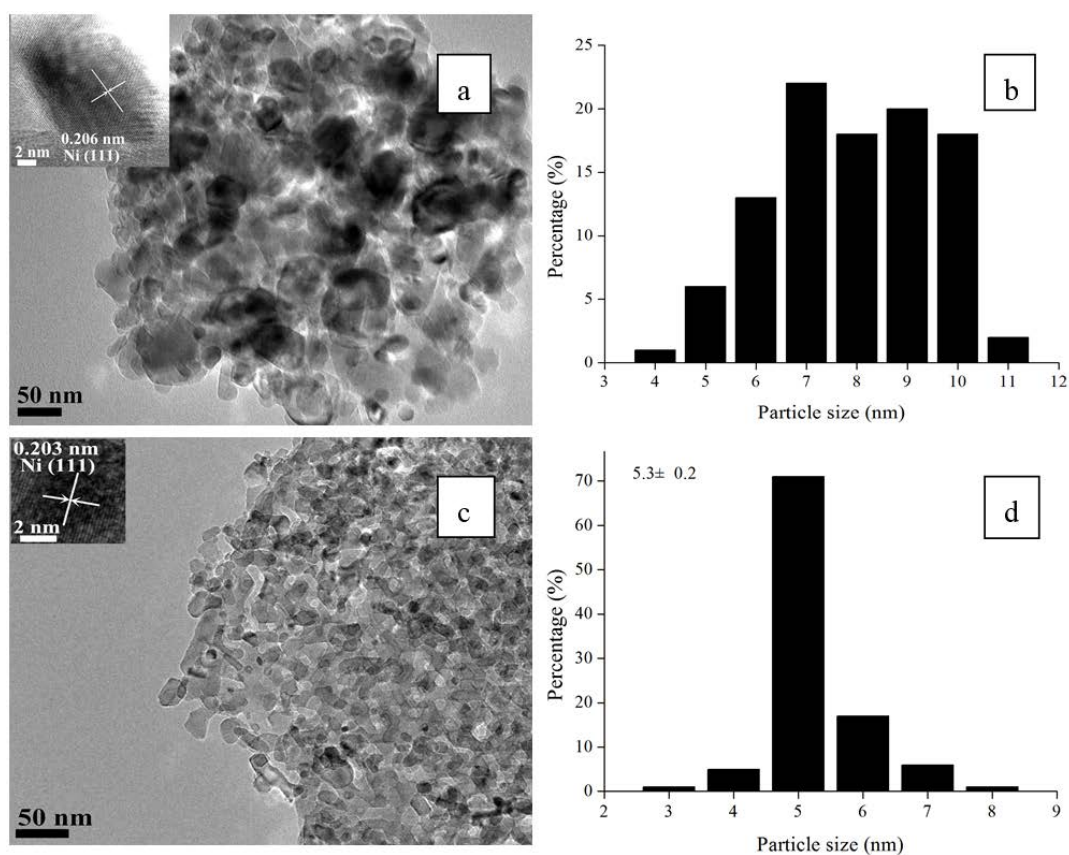 0.206 nm
Ni (111)
2 nm
a
50 nm
b
25
20
15
10
5
0
Percentage (%)
3 4 5 6 7 8 9 10 11 12
Particle size (nm)
0.203 nm
Ni (111)
2 nm
c
50 nm
5.3± 0.2
d
70
60
50
40
30
20
10
0
Percentage (%)
2 3 4 5 6 7 8 9
Particle size (nm)